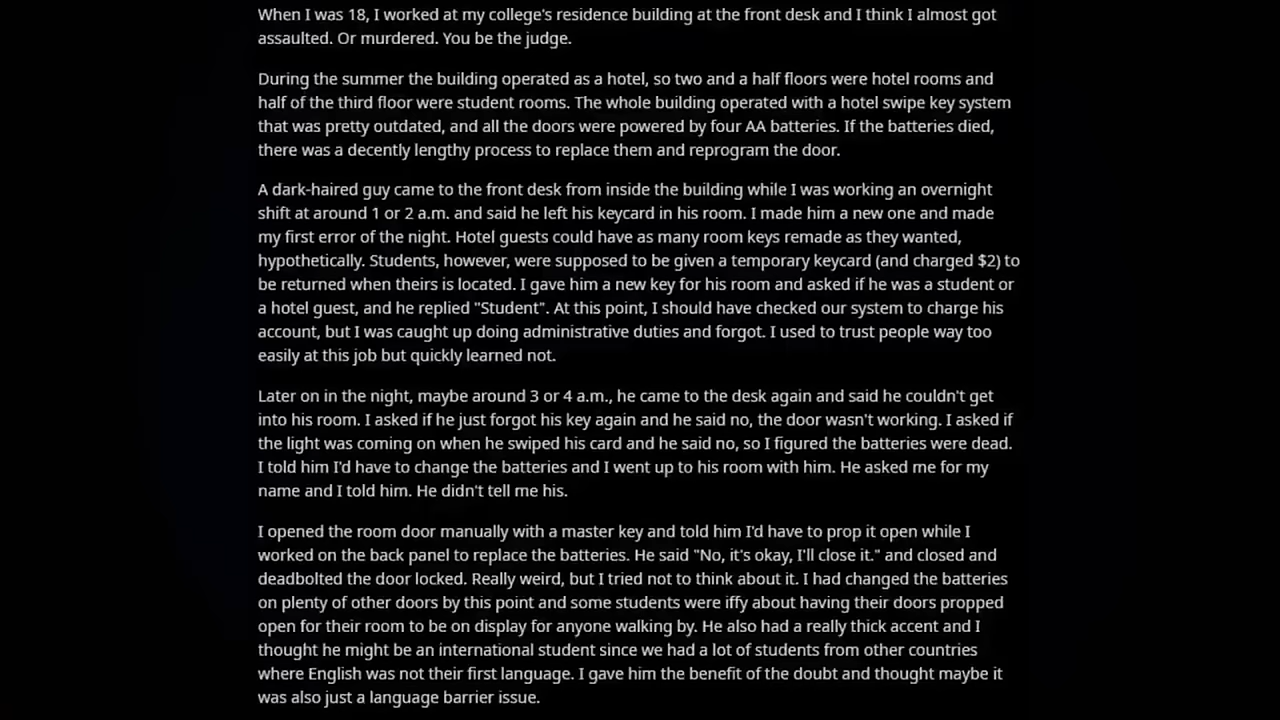 When I was 18, I worked at my college's residence building at the front desk and I think I almost got
assaulted. Or murdered. You be the judge.
During the summer the building operated as a hotel, so two and a half floors were hotel rooms and
half of the third floor were student rooms. The whole building operated with a hotel swipe key system
that was pretty outdated, and all the doors were powered by four AA batteries. If the batteries died,
there was a decently lengthy process to replace them and reprogram the door.
A dark-haired guy came to the front desk from inside the building while I was working an overnight
shift at around 1 or 2 a.m. and said he left his keycard in his room. I made him a new one and made
my first error of the night. Hotel guests could have as many room keys remade as they wanted,
hypothetically. Students, however, were supposed to be given a temporary keycard (and charged $2) to
be returned when theirs is located. I gave him a new key for his room and asked if he was a student or
a hotel guest, and he replied "Student". At this point, I should have checked our system to charge his
account, but I was caught up doing administrative duties and forgot. I used to trust people way too
easily at this job but quickly learned not.
Later on in the night, maybe around 3 or 4 a.m., he came to the desk again and said he couldn't get
into his room. I asked if he just forgot his key again and he said no, the door wasn't working. I asked if
the light was coming on when he swiped his card and he said no, so I figured the batteries were dead.
I told him I'd have to change the batteries and I went up to his room with him. He asked me for my
name and I told him. He didn't tell me his.
I opened the room door manually with a master key and told him I'd have to prop it open while I
worked on the back panel to replace the batteries. He said "No, it's okay, I'll close it." and closed and
deadbolted the door locked. Really weird, but I tried not to think about it. I had changed the batteries
on plenty of other doors by this point and some students were iffy about having their doors propped
open for their room to be on display for anyone walking by. He also had a really thick accent and I
thought he might be an international student since we had a lot of students from other countries
where English was not their first language. I gave him the benefit of the doubt and thought maybe it
was also just a language barrier issue.